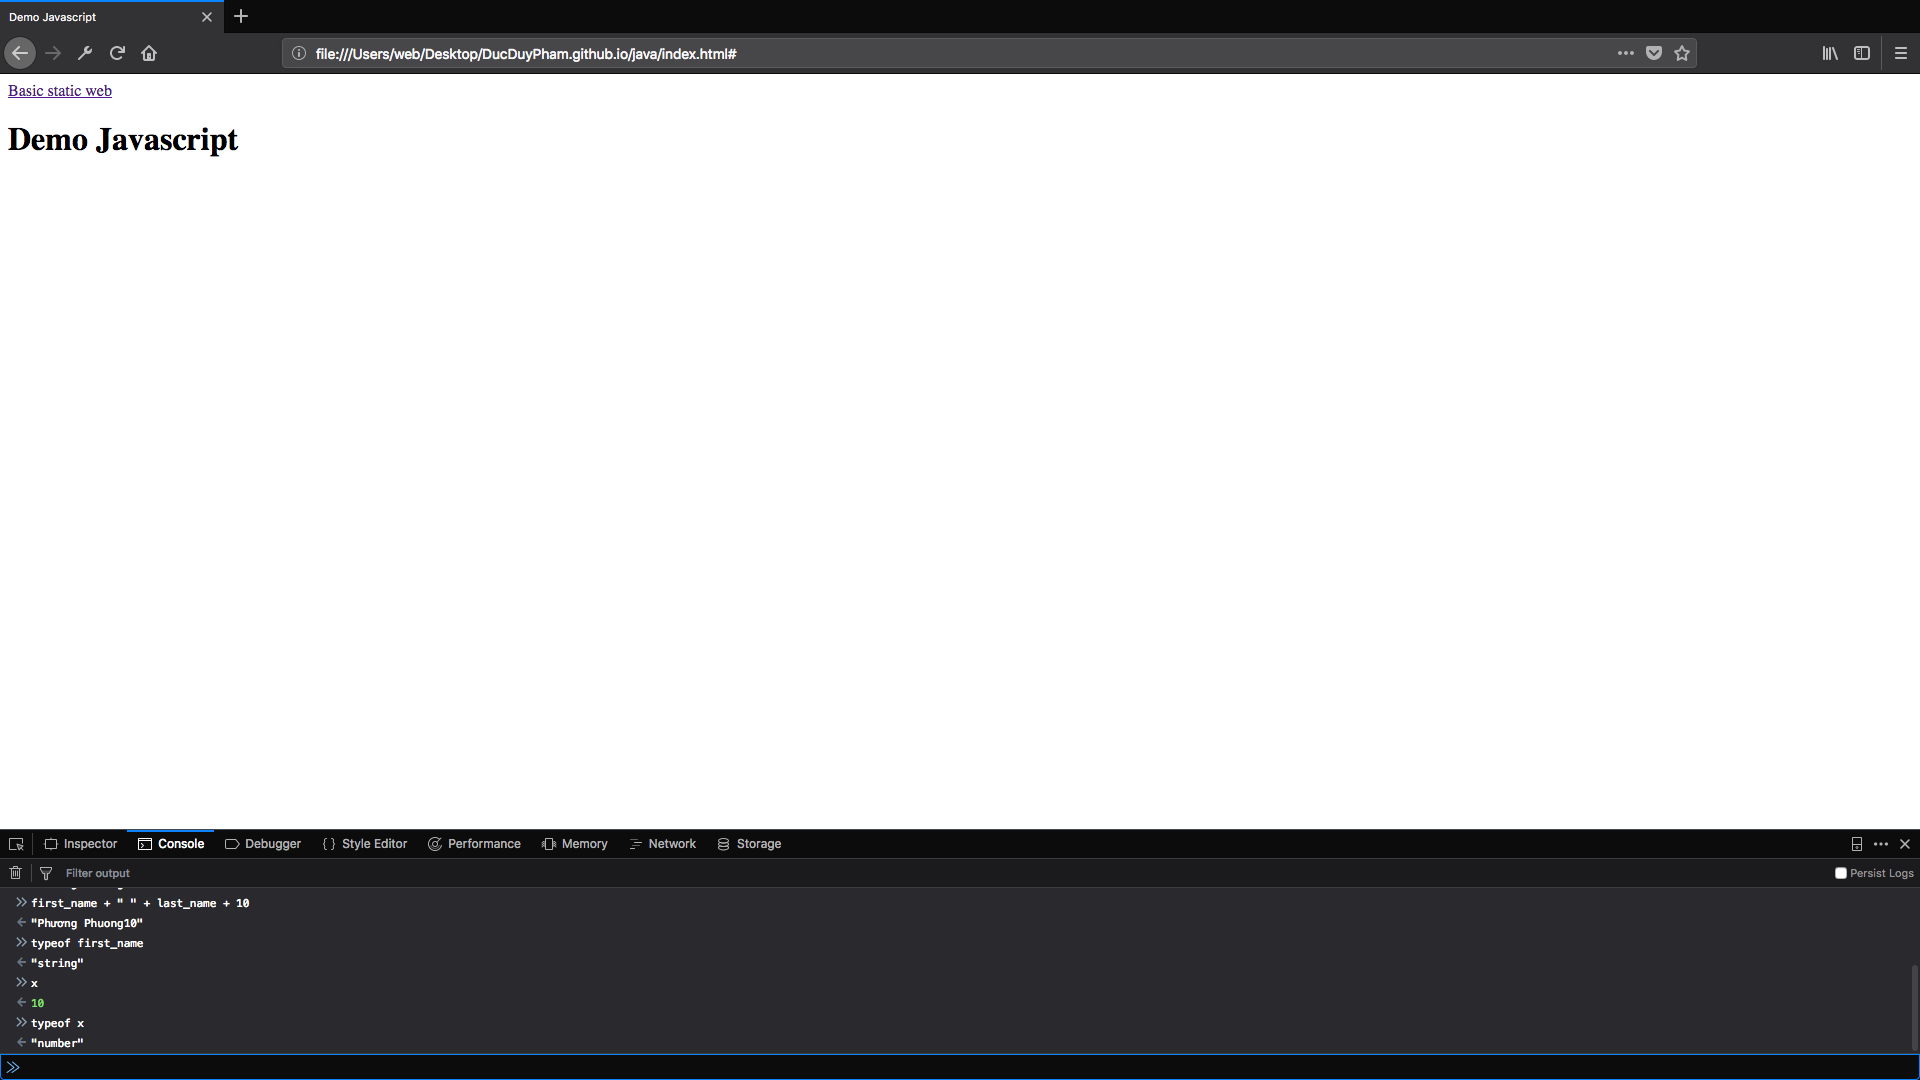 Demo Javascript
file:///Users/web/Desktop/DucDuyPham.github.io/java/index.html#
Basic static web
Demo Javascript
Inspector Console Debugger Style Editor Performance Memory Network Storage
Filter output Persist Logs
first_name + " " + last_name + 10
"Phương Phuong10"
typeof first_name
"string"
x
10
typeof x
"number"